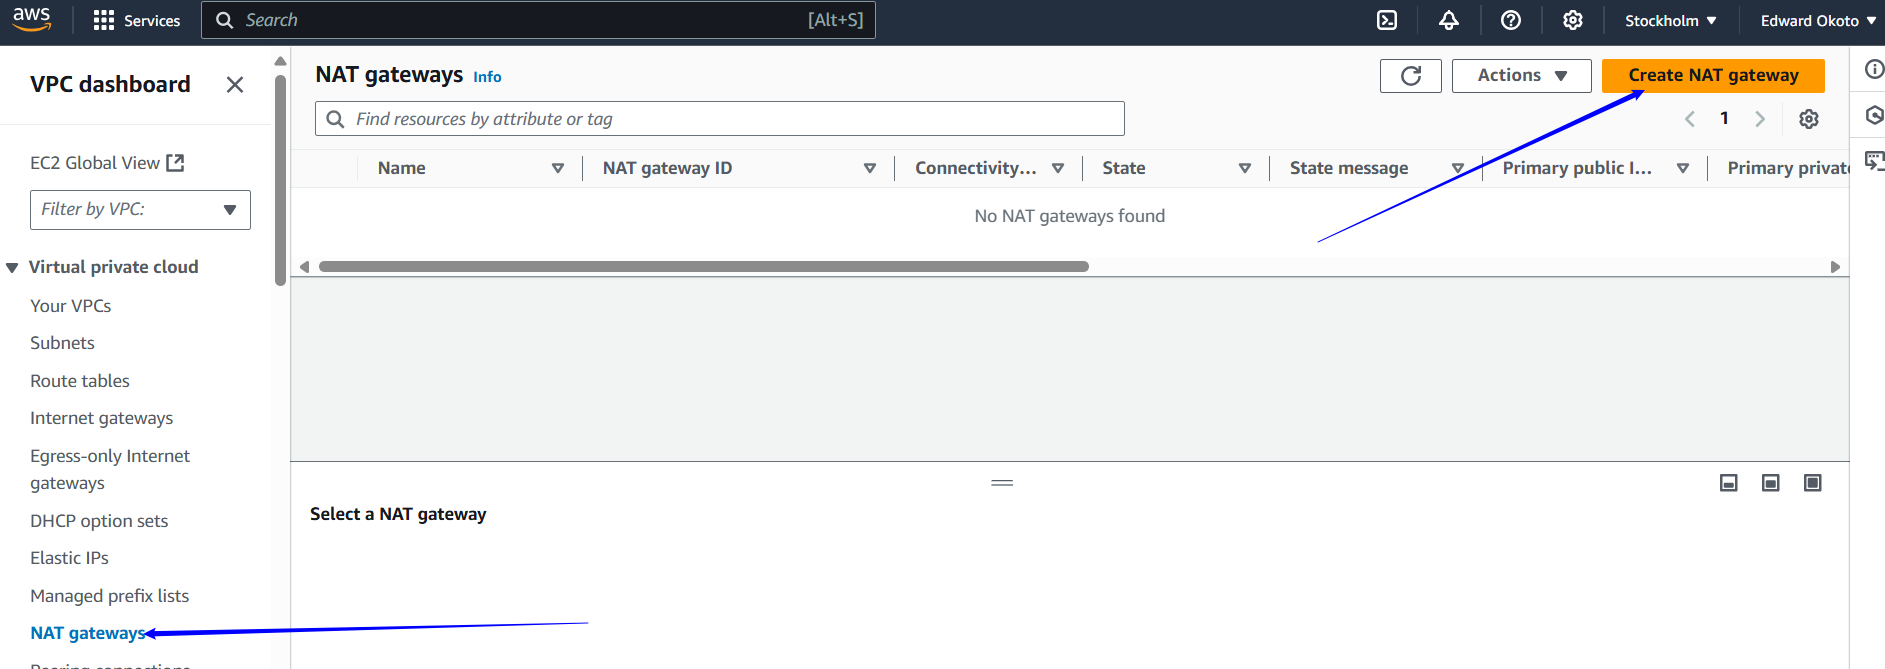 aws
Services
Search
[Alt+S]
Stockholm
Edward Okoto
VPC dashboard
EC2 Global View
Filter by VPC:
Virtual private cloud
Your VPCs
Subnets
Route tables
Internet gateways
Egress-only Internet
gateways
DHCP option sets
Elastic IPs
Managed prefix lists
NAT gateways
Peering connections
NAT gateways Info
Actions
Create NAT gateway
Find resources by attribute or tag
1
Name
NAT gateway ID
Connectivity...
State
State message
Primary public I...
Primary private
No NAT gateways found
Select a NAT gateway